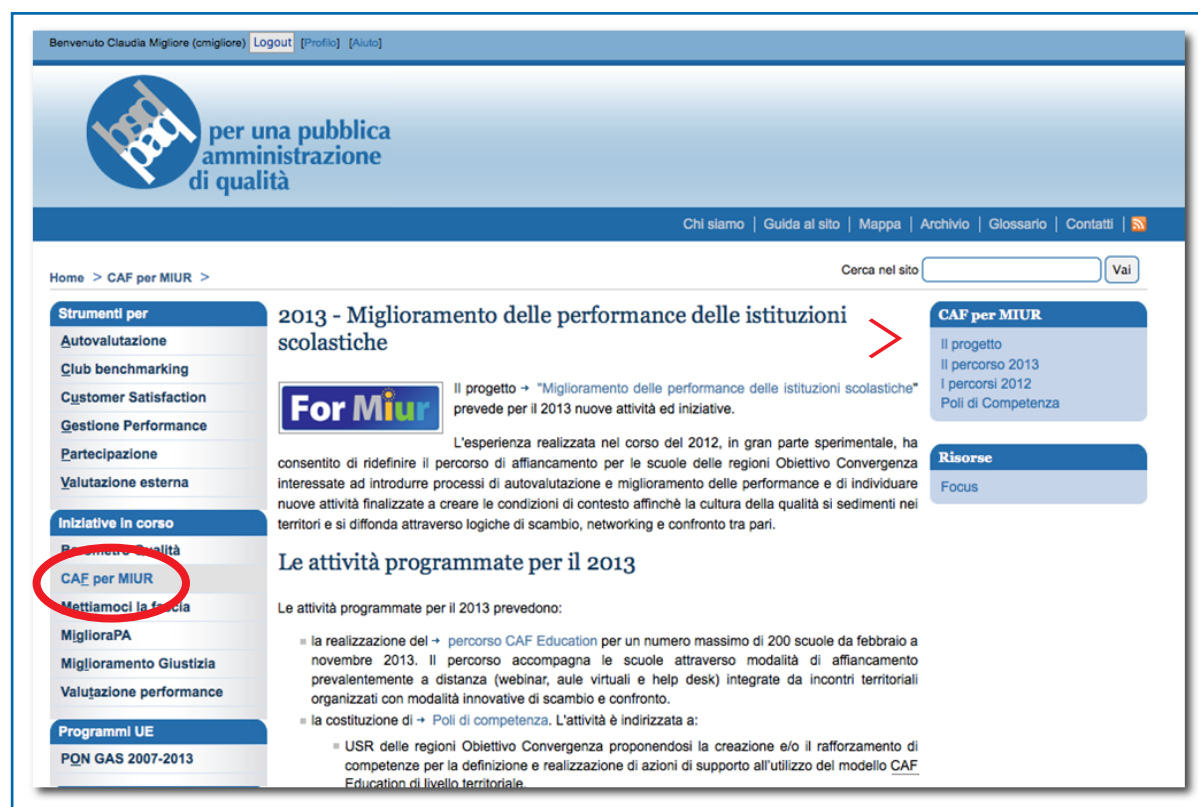 Benvenuto Claudia Migliore (cmigliore) Logout [Profilo] [Aiuto]
per una pubblica
amministrazione
di qualità
Chi siamo | Guida al sito | Mappa | Archivio | Glossario | Contatti |
Home > CAF per MIUR >
Cerca nel sito Vai
Strumenti per
Autovalutazione
Club benchmarking
Customer Satisfaction
Gestione Performance
Partecipazione
Valutazione esterna
Iniziative in corso
Barometro Qualità
CAF per MIUR
Mettiamoci la faccia
MiglioraPA
Miglioramento Giustizia
Valutazione performance
Programmi UE
PON GAS 2007-2013
2013 - Miglioramento delle performance delle istituzioni
scolastiche
For Miur
Il progetto → "Miglioramento delle performance delle istituzioni scolastiche"
prevede per il 2013 nuove attività ed iniziative.
L'esperienza realizzata nel corso del 2012, in gran parte sperimentale, ha
consentito di ridefinire il percorso di affiancamento per le scuole delle regioni Obiettivo Convergenza
interessate ad introdurre processi di autovalutazione e miglioramento delle performance e di individuare
nuove attività finalizzate a creare le condizioni di contesto affinchè la cultura della qualità si sedimenti nei
territori e si diffonda attraverso logiche di scambio, networking e confronto tra pari.
Le attività programmate per il 2013
Le attività programmate per il 2013 prevedono:
la realizzazione del → percorso CAF Education per un numero massimo di 200 scuole da febbraio a
novembre 2013. Il percorso accompagna le scuole attraverso modalità di affiancamento
prevalentemente a distanza (webinar, aule virtuali e help desk) integrate da incontri territoriali
organizzati con modalità innovative di scambio e confronto.
la costituzione di → Poli di competenza. L'attività è indirizzata a:
USR delle regioni Obiettivo Convergenza proponendosi la creazione e/o il rafforzamento di
competenze per la definizione e realizzazione di azioni di supporto all'utilizzo del modello CAF
Education di livello territoriale.
CAF per MIUR
Il progetto
Il percorso 2013
I percorsi 2012
Poli di Competenza
Risorse
Focus